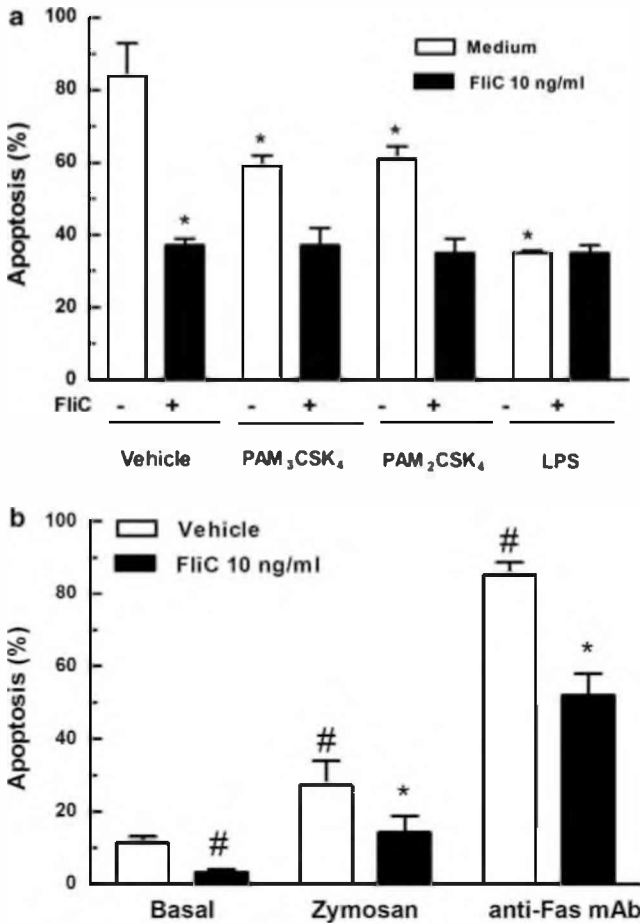 a
100
80
60
40
20
0
Apoptosis (%)
Medium
FliC 10 ng/ml
*
*
*
*
FliC - + - + - + - +
Vehicle PAM3CSK4 PAM2CSK4 LPS
b
100
80
60
40
20
0
Apoptosis (%)
Vehicle
FliC 10 ng/ml
#
#
*
#
*
Basal Zymosan anti-Fas mAb